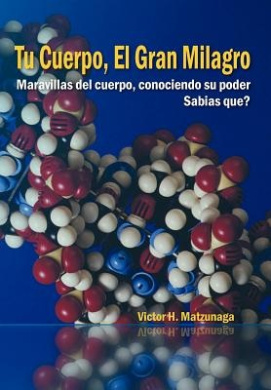 Tu Cuerpo, El Gran Milagro
Maravillas del cuerpo, conociendo su poder
Sabias que?
Victor H. Matzunaga